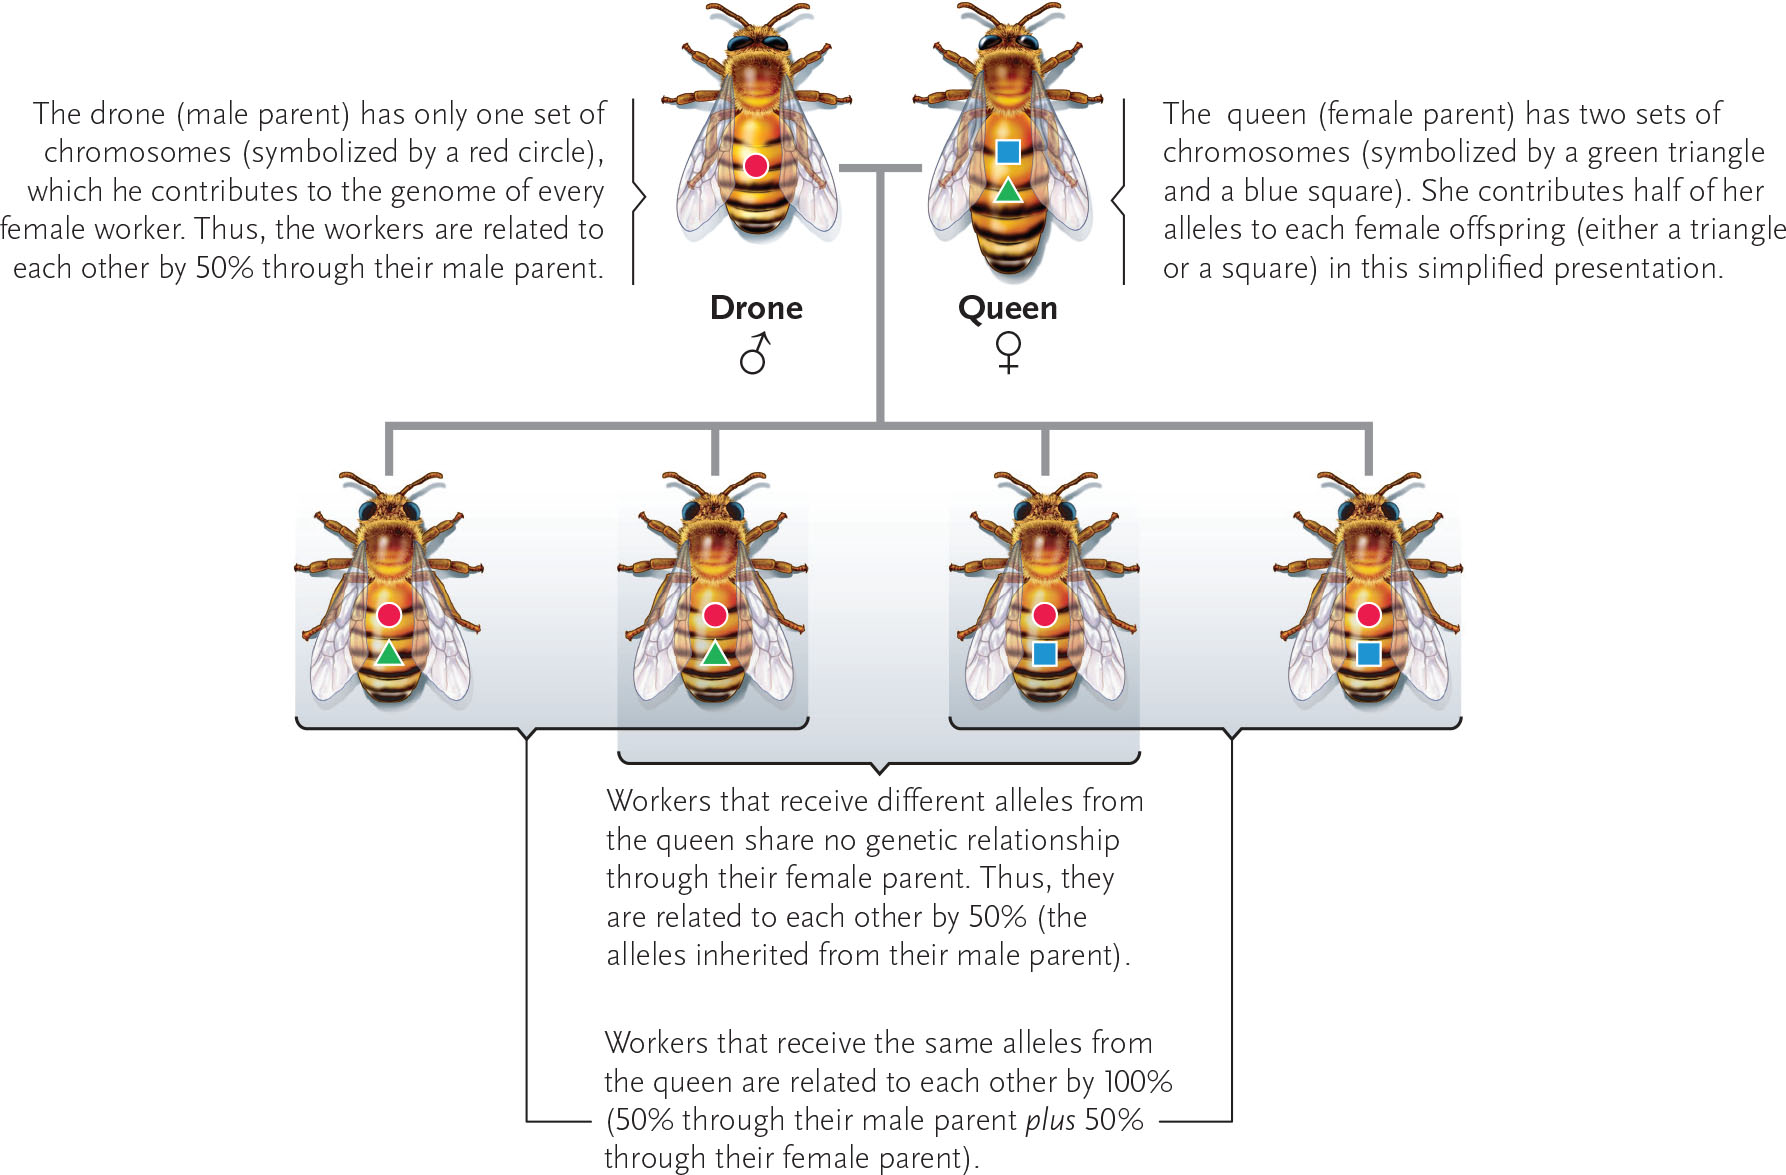 The drone (male parent) has only one set of
chromosomes (symbolized by a red circle),
which he contributes to the genome of every
female worker. Thus, the workers are related to
each other by 50% through their male parent.
The queen (female parent) has two sets of
chromosomes (symbolized by a green triangle
and a blue square). She contributes half of her
alleles to each female offspring (either a triangle
or a square) in this simplified presentation.
Drone
♂
Queen
♀
Workers that receive different alleles from
the queen share no genetic relationship
through their female parent. Thus, they
are related to each other by 50% (the
alleles inherited from their male parent).
Workers that receive the same alleles from
the queen are related to each other by 100%
(50% through their male parent plus 50%
through their female parent).